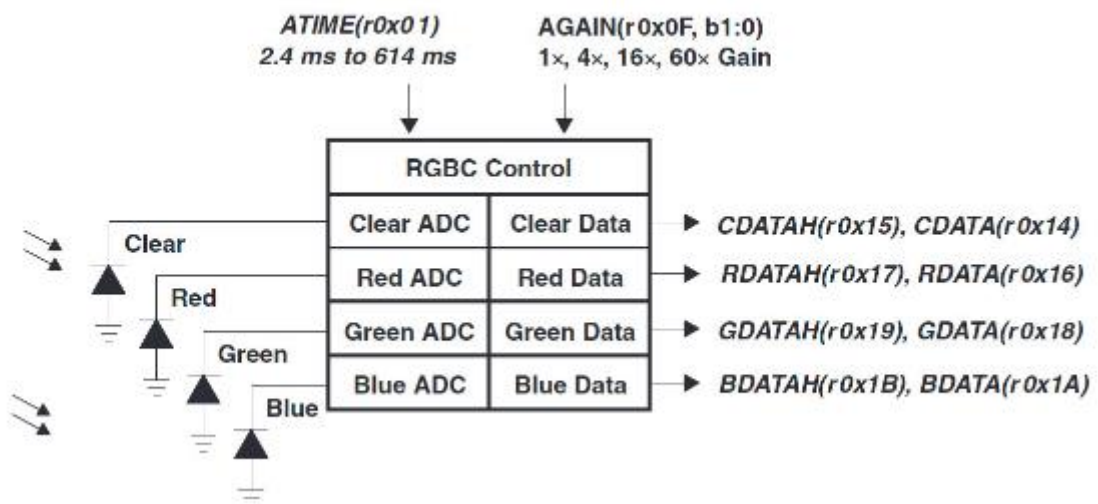 ATIME(r0x01)
2.4 ms to 614 ms
AGAIN(r0x0F, b1:0)
1×, 4×, 16×, 60× Gain
RGBC Control
Clear ADC
Clear Data
CDATAH(r0x15), CDATA(r0x14)
Clear
Red ADC
Red Data
RDATAH(r0x17), RDATA(r0x16)
Red
Green ADC
Green Data
GDATAH(r0x19), GDATA(r0x18)
Green
Blue ADC
Blue Data
BDATAH(r0x1B), BDATA(r0x1A)
Blue